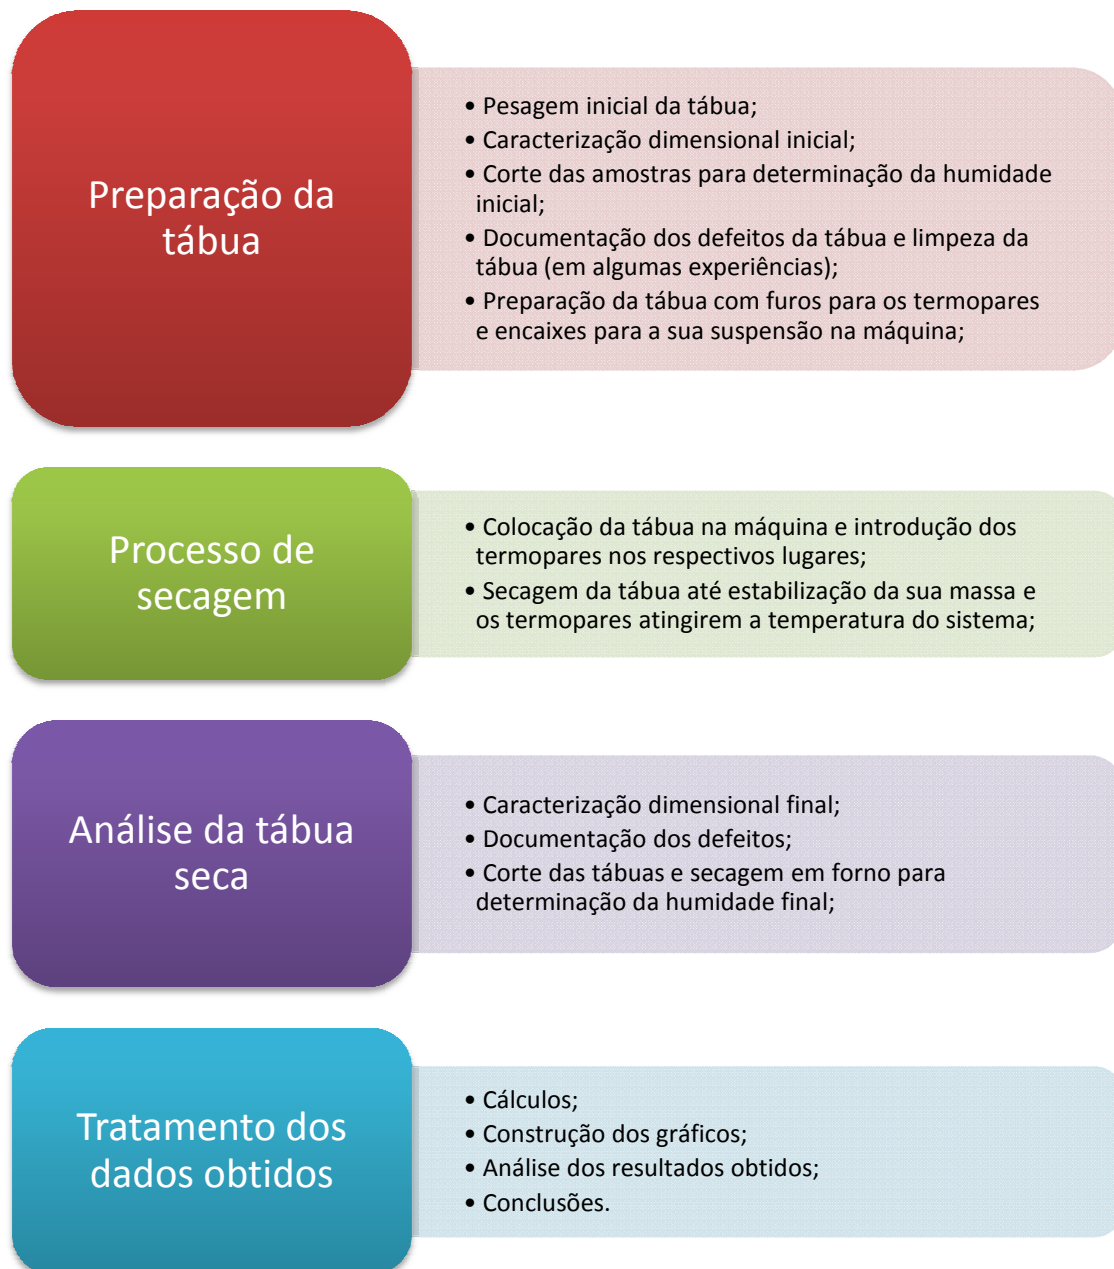 Preparação da
tábua
• Pesagem inicial da tábua;
• Caracterização dimensional inicial;
• Corte das amostras para determinação da humidade
inicial;
• Documentação dos defeitos da tábua e limpeza da
tábua (em algumas experiências);
• Preparação da tábua com furos para os termopares
e encaixes para a sua suspensão na máquina;
Processo de
secagem
• Colocação da tábua na máquina e introdução dos
termopares nos respectivos lugares;
• Secagem da tábua até estabilização da sua massa e
os termopares atingirem a temperatura do sistema;
Análise da tábua
seca
• Caracterização dimensional final;
• Documentação dos defeitos;
• Corte das tábuas e secagem em forno para
determinação da humidade final;
Tratamento dos
dados obtidos
• Cálculos;
• Construção dos gráficos;
• Análise dos resultados obtidos;
• Conclusões.